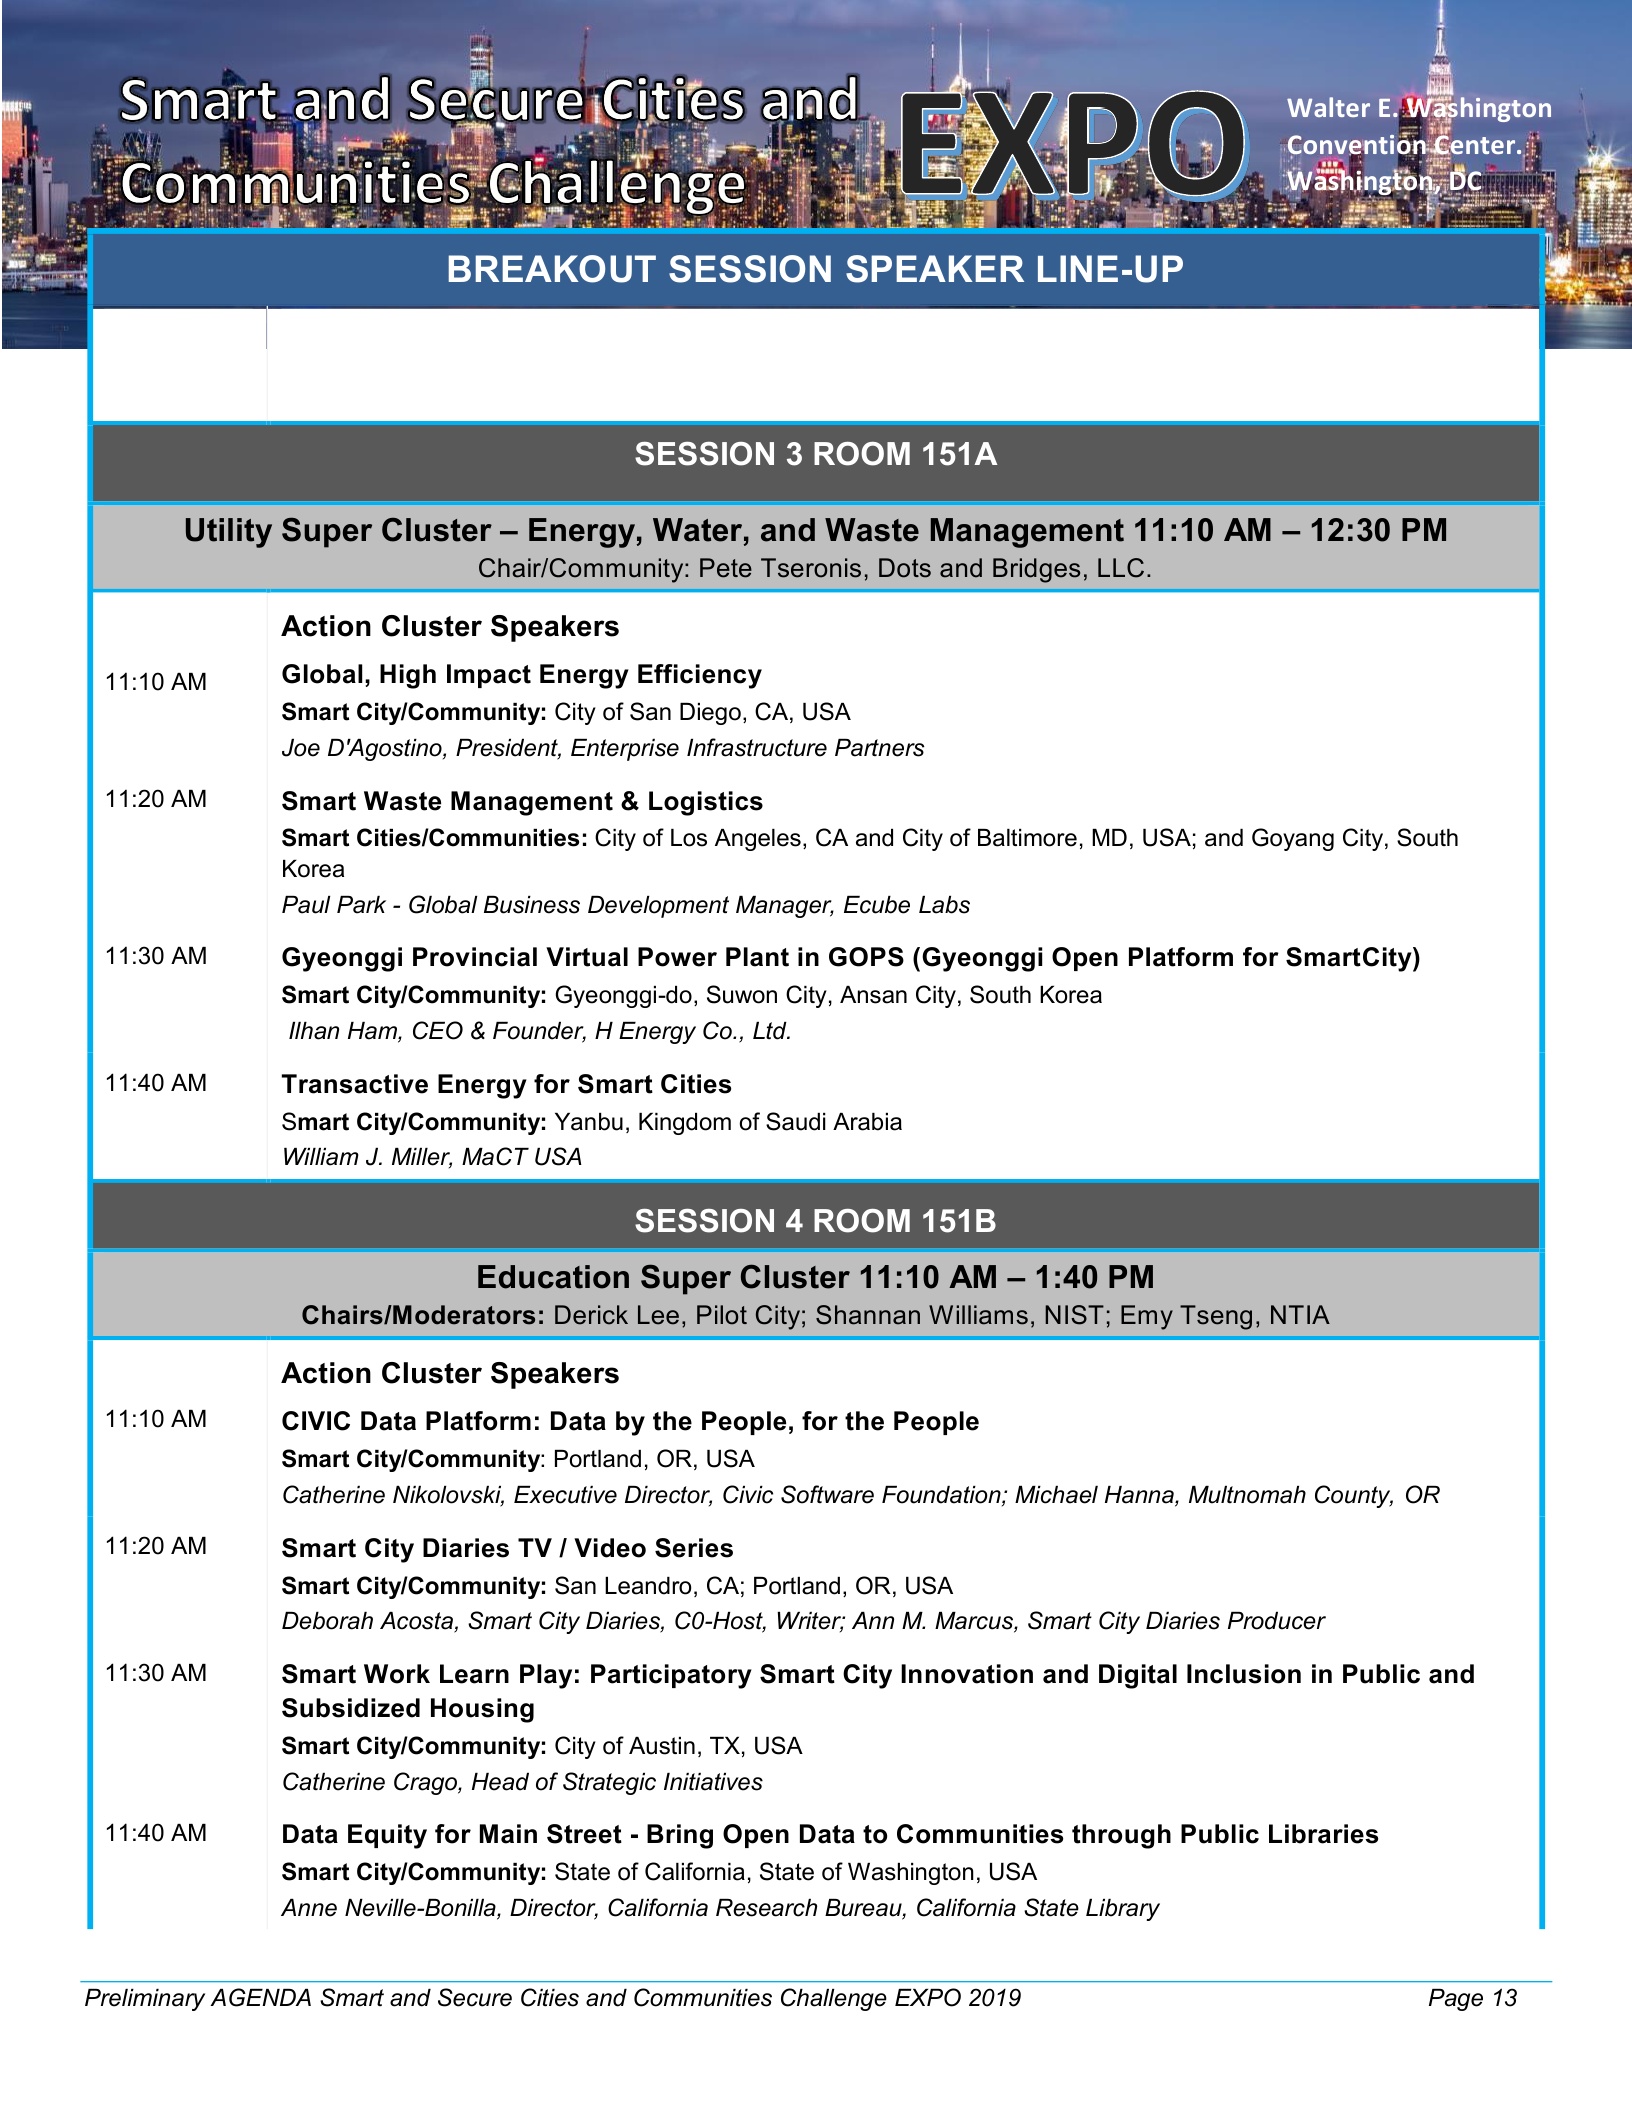 Smart and Secure Cities and
Communities Challenge
EXPO
Walter E. Washington
Convention Center.
Washington, DC
BREAKOUT SESSION SPEAKER LINE-UP
SESSION 3 ROOM 151A
Utility Super Cluster – Energy, Water, and Waste Management 11:10 AM – 12:30 PM
Chair/Community: Pete Tseronis, Dots and Bridges, LLC.
Action Cluster Speakers
11:10 AM
Global, High Impact Energy Efficiency
Smart City/Community: City of San Diego, CA, USA
Joe D'Agostino, President, Enterprise Infrastructure Partners
11:20 AM
Smart Waste Management & Logistics
Smart Cities/Communities: City of Los Angeles, CA and City of Baltimore, MD, USA; and Goyang City, South
Korea
Paul Park - Global Business Development Manager, Ecube Labs
11:30 AM
Gyeonggi Provincial Virtual Power Plant in GOPS (Gyeonggi Open Platform for SmartCity)
Smart City/Community: Gyeonggi-do, Suwon City, Ansan City, South Korea
Ilhan Ham, CEO & Founder, H Energy Co., Ltd.
11:40 AM
Transactive Energy for Smart Cities
Smart City/Community: Yanbu, Kingdom of Saudi Arabia
William J. Miller, MaCT USA
SESSION 4 ROOM 151B
Education Super Cluster 11:10 AM – 1:40 PM
Chairs/Moderators: Derick Lee, Pilot City; Shannan Williams, NIST; Emy Tseng, NTIA
Action Cluster Speakers
11:10 AM
CIVIC Data Platform: Data by the People, for the People
Smart City/Community: Portland, OR, USA
Catherine Nikolovski, Executive Director, Civic Software Foundation; Michael Hanna, Multnomah County, OR
11:20 AM
Smart City Diaries TV / Video Series
Smart City/Community: San Leandro, CA; Portland, OR, USA
Deborah Acosta, Smart City Diaries, C0-Host, Writer; Ann M. Marcus, Smart City Diaries Producer
11:30 AM
Smart Work Learn Play: Participatory Smart City Innovation and Digital Inclusion in Public and
Subsidized Housing
Smart City/Community: City of Austin, TX, USA
Catherine Crago, Head of Strategic Initiatives
11:40 AM
Data Equity for Main Street - Bring Open Data to Communities through Public Libraries
Smart City/Community: State of California, State of Washington, USA
Anne Neville-Bonilla, Director, California Research Bureau, California State Library
Preliminary AGENDA Smart and Secure Cities and Communities Challenge EXPO 2019
Page 13